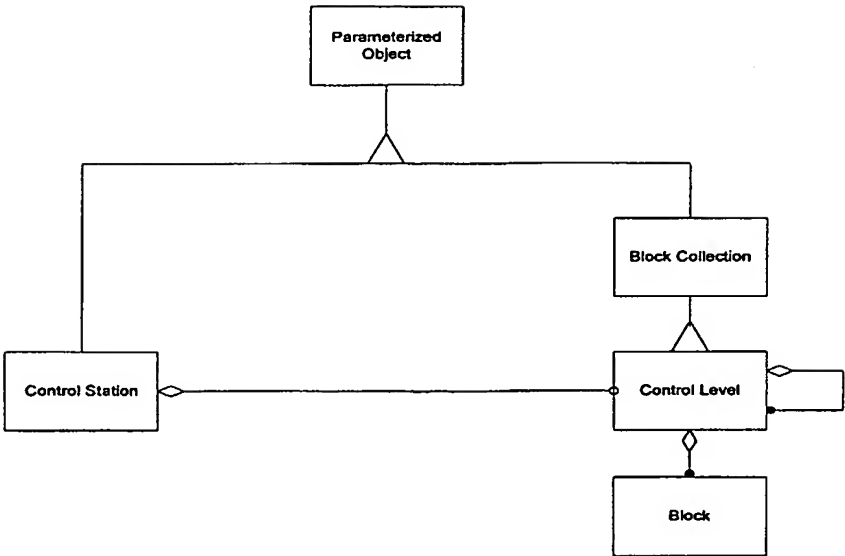 Parameterized
Object
Block Collection
Control Station
Control Level
Block